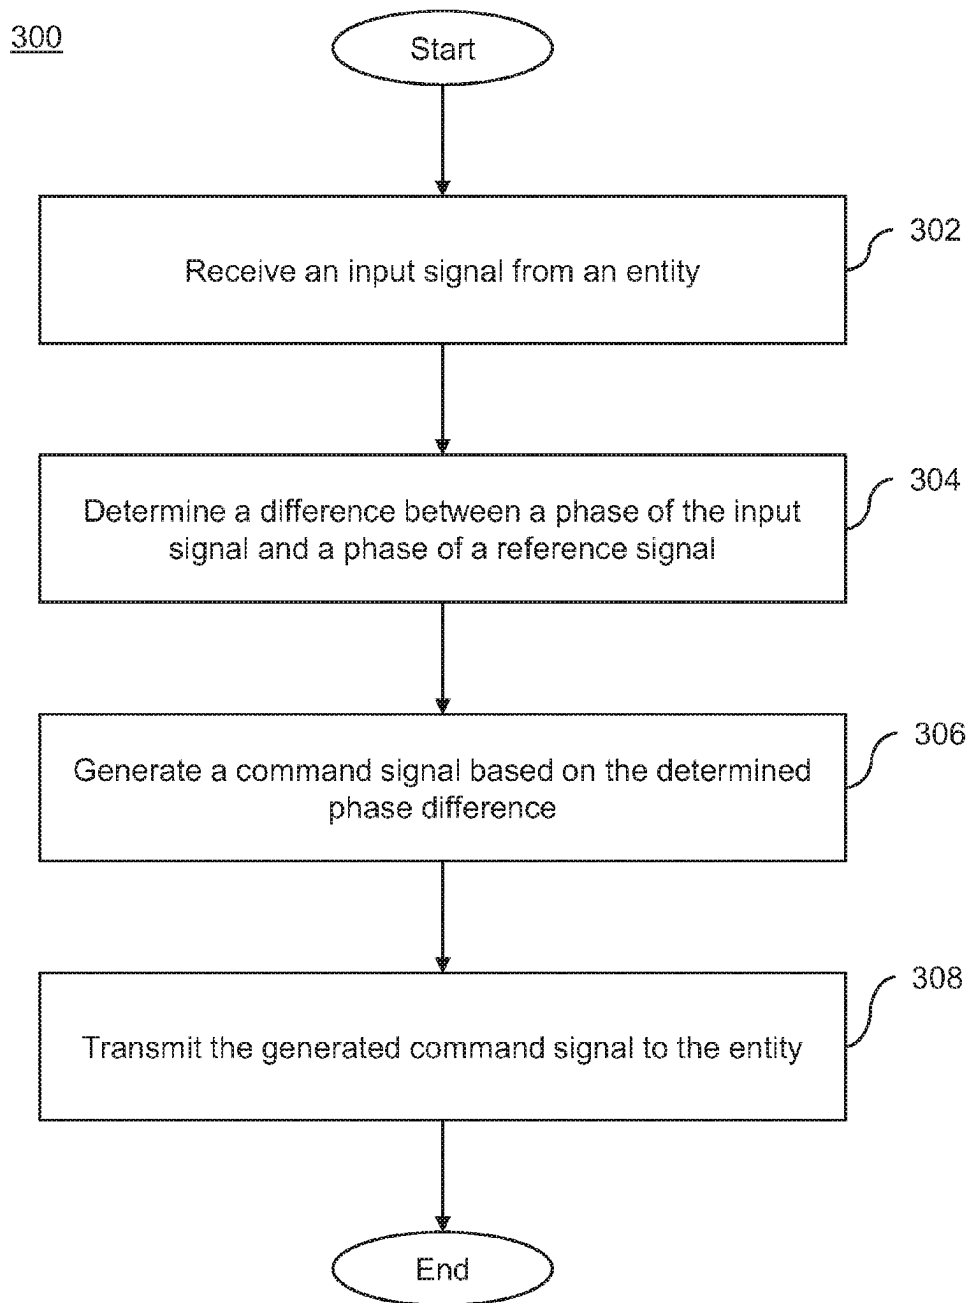 300
Start
302
Receive an input signal from an entity
304
Determine a difference between a phase of the input
signal and a phase of a reference signal
306
Generate a command signal based on the determined
phase difference
308
Transmit the generated command signal to the entity
End